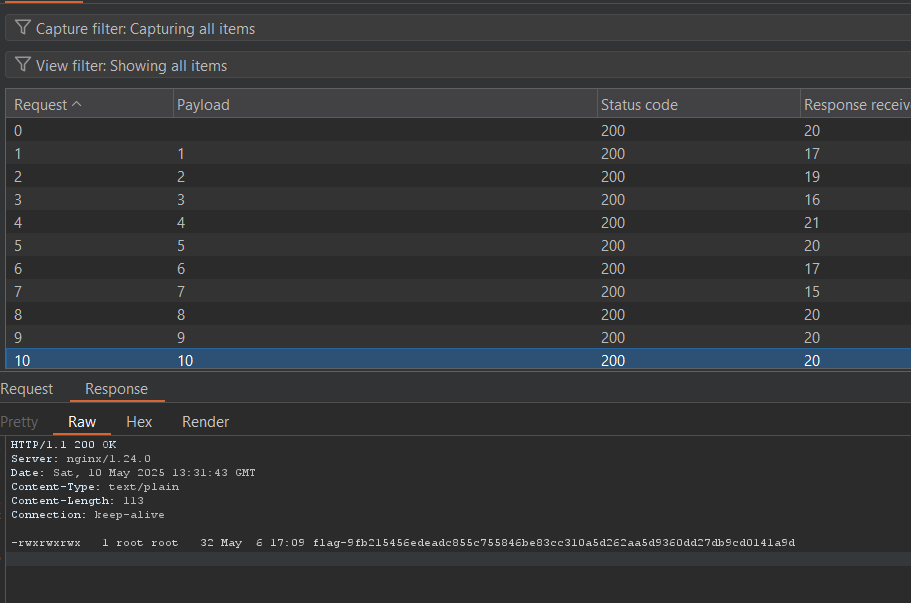 Capture filter: Capturing all items
View filter: Showing all items
Request Payload Status code Response receiv
0 200 20
1 1 200 17
2 2 200 19
3 3 200 16
4 4 200 21
5 5 200 20
6 6 200 17
7 7 200 15
8 8 200 20
9 9 200 20
10 10 200 20
Request Response
Pretty Raw Hex Render
HTTP/1.1 200 OK
Server: nginx/1.24.0
Date: Sat, 10 May 2025 13:31:43 GMT
Content-Type: text/plain
Content-Length: 113
Connection: keep-alive
-rwxrwxrwx 1 root root 32 May 6 17:09 flag-9fb215456edeadc855c755846be83cc310a5d262aa5d9360dd27db9cd0141a9d